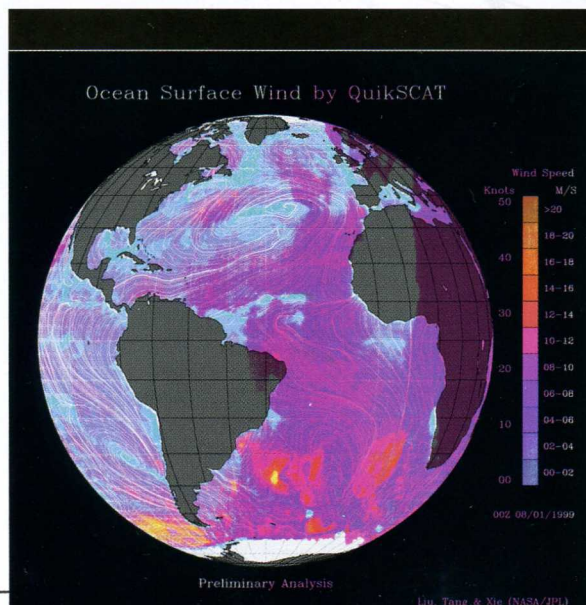 Ocean Surface Wind by QuikSCAT
Wind Speed
Knots M/S
50 >20
18-20
40 16-18
14-16
30 12-14
10-12
20 08-10
06-08
10 04-06
02-04
00 00-02
00Z 08/01/1999
Preliminary Analysis
Liu, Tang & Xie (NASA/JPL)